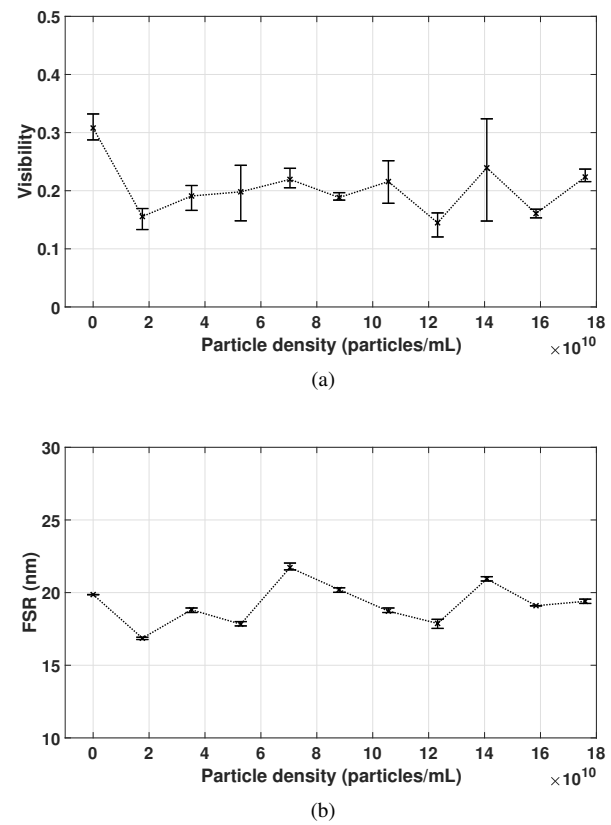 0.5
0.4
0.3
0.2
0.1
0
Visibility
0 2 4 6 8 10 12 14 16 18
Particle density (particles/mL)
×10^10
(a)
30
25
20
15
10
FSR (nm)
0 2 4 6 8 10 12 14 16 18
Particle density (particles/mL)
×10^10
(b)